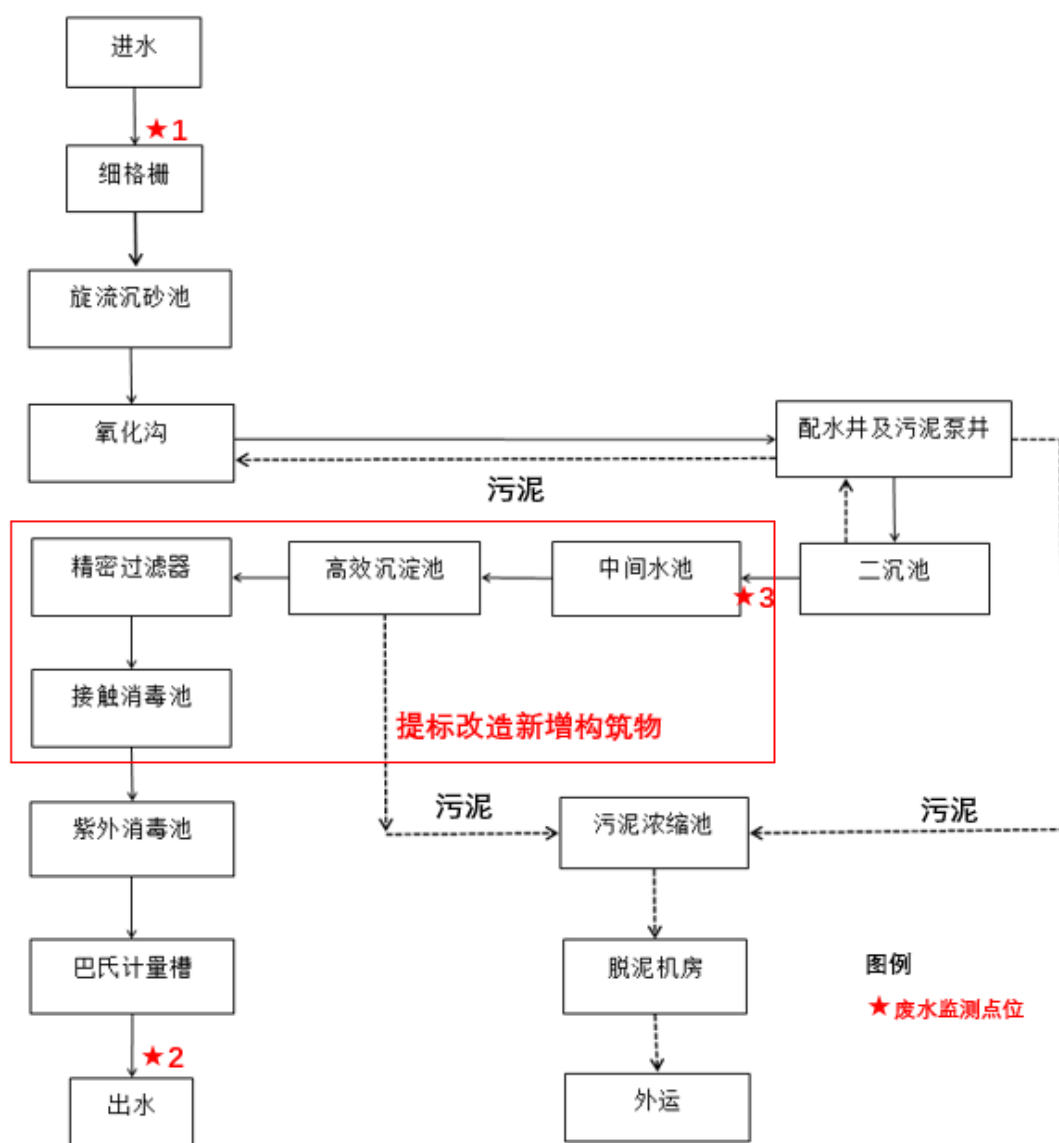 进水
★1
细格栅
旋流沉砂池
氧化沟
配水井及污泥泵井
污泥
精密过滤器
高效沉淀池
中间水池
★3
二沉池
接触消毒池
提标改造新增构筑物
紫外消毒池
污泥
污泥浓缩池
污泥
巴氏计量槽
脱泥机房
图例
★废水监测点位
★2
出水
外运